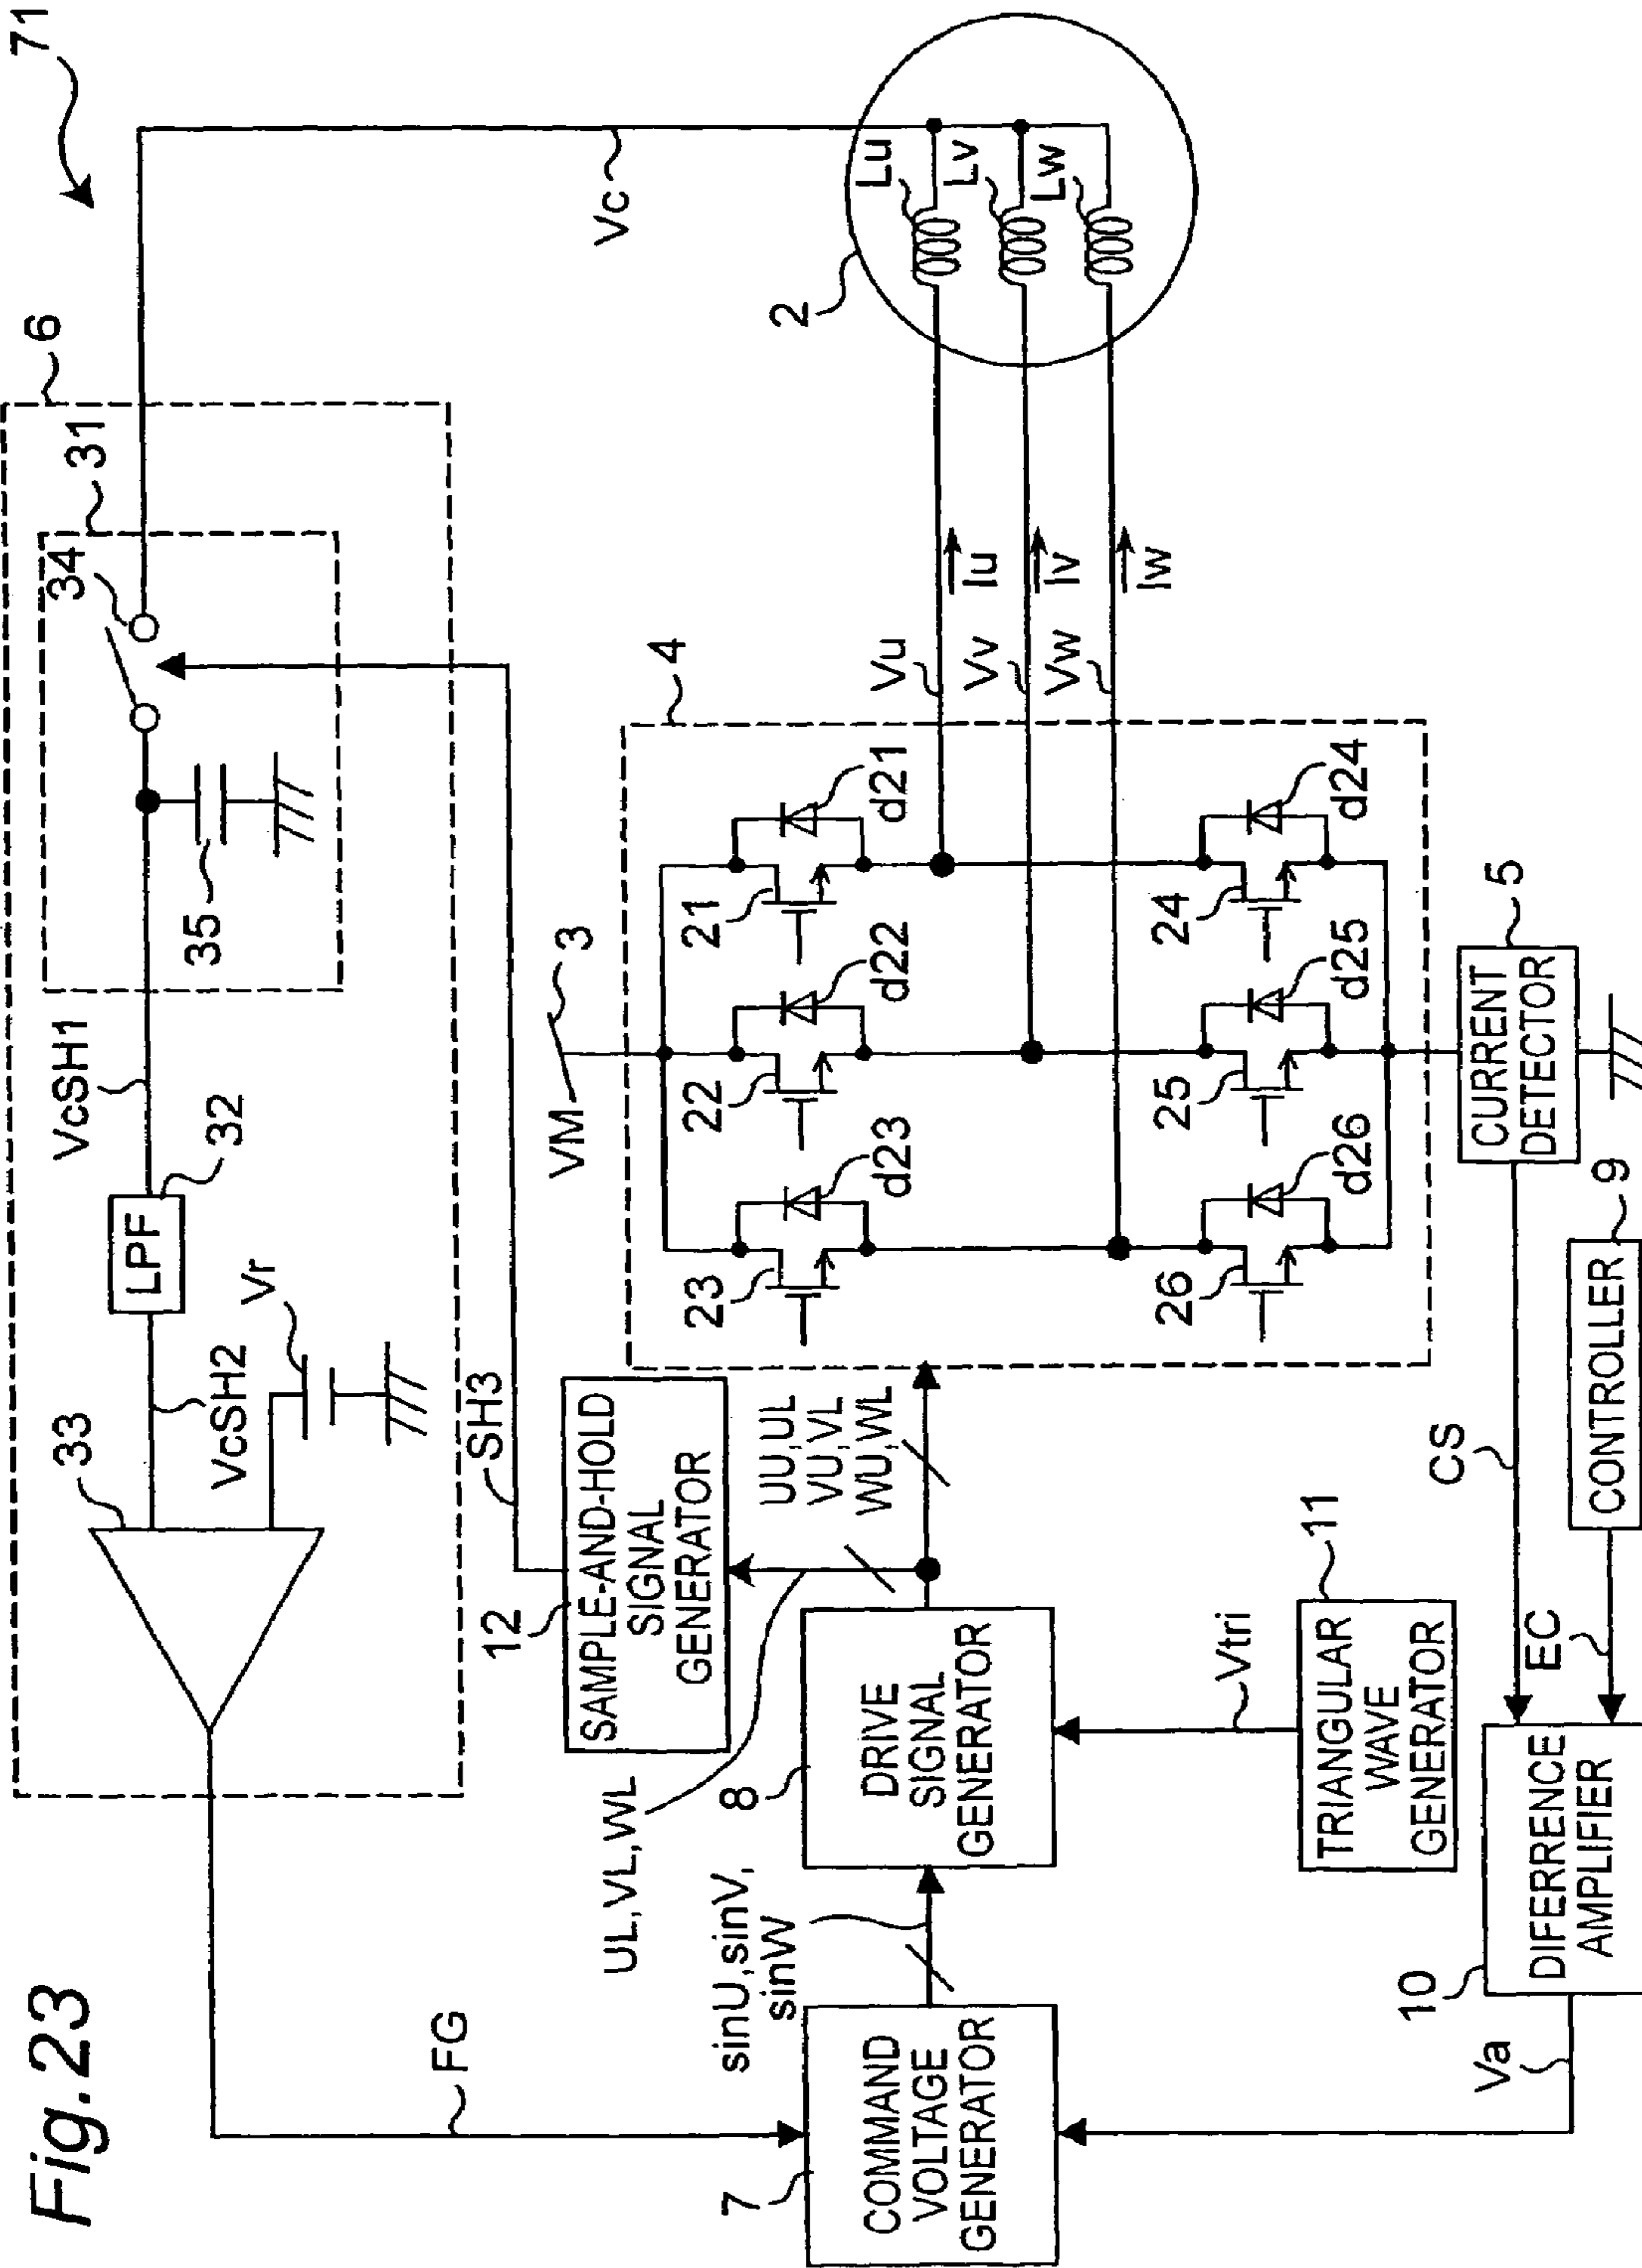 Fig.23
71
6
31
34
35
VcSH1
32
LPF
VcSH2
Vr
33
FG
Vc
2
Lu
Lv
Lw
Iu
Iv
Iw
Vu
Vv
Vw
4
VM
3
21
d21
22
d22
23
d23
24
d24
25
d25
26
d26
SH3
12
SAMPLE-AND-HOLD
SIGNAL
GENERATOR
UU,UL
VU,VL
WU,WL
UL,VL,WL
8
DRIVE
SIGNAL
GENERATOR
sinU,sinV,
sinW
7
COMMAND
VOLTAGE
GENERATOR
Vtri
11
TRIANGULAR
WAVE
GENERATOR
5
CURRENT
DETECTOR
CS
9
CONTROLLER
EC
10
DIFERRENCE
AMPLIFIER
Va